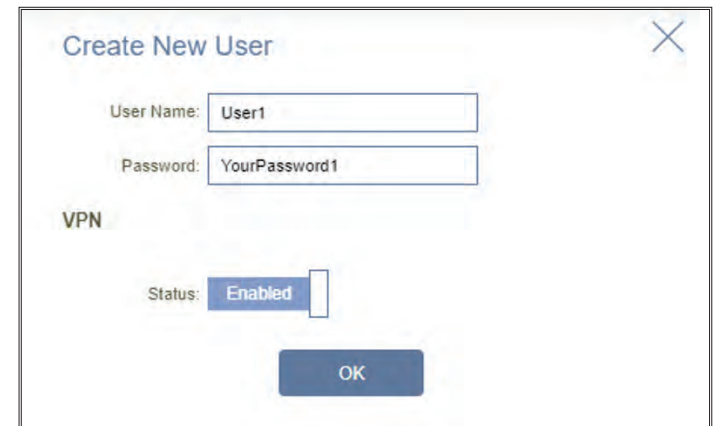 Create New User
User Name: User1
Password: YourPassword1
VPN
Status: Enabled
OK